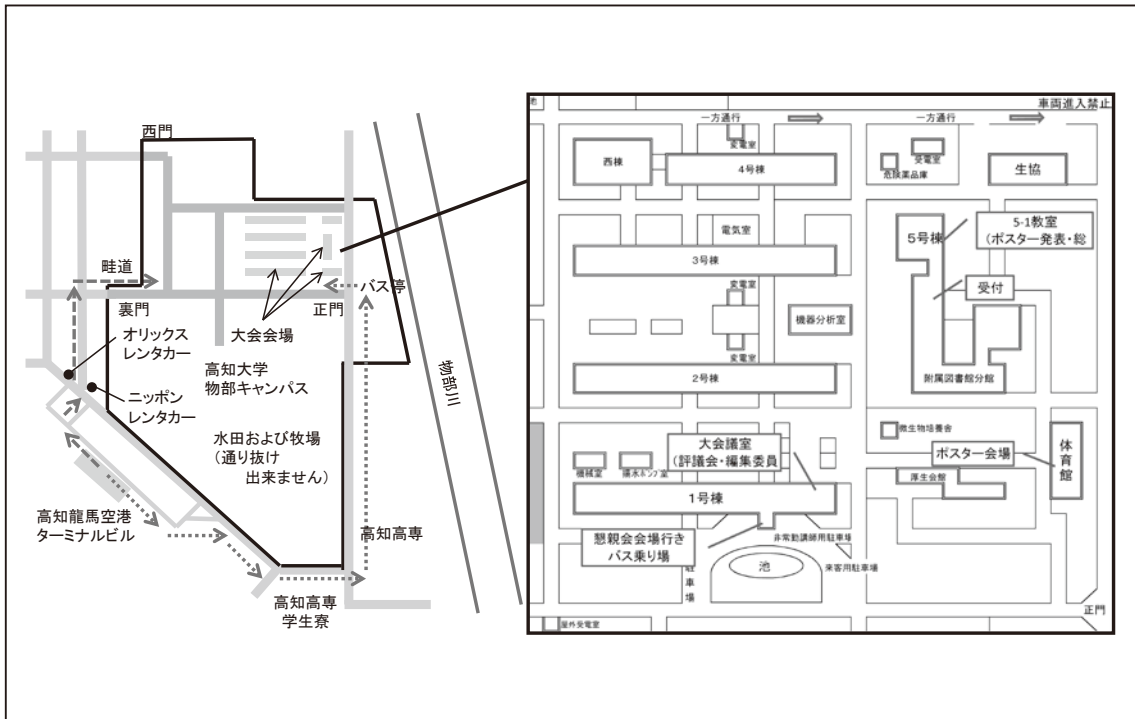 西門
畦道
裏門
バス亭
正門
オリックス
レンタカー
大会会場
高知大学
物部キャンパス
ニッポン
レンタカー
物部川
水田および牧場
(通り抜け
出来ません)
高知龍馬空港
ターミナルビル
高知高専
高知高専
学生寮
池
車両進入禁止
一方通行
一方通行
変電室
西棟
4号棟
受電室
危険薬品庫
生協
電気室
5号棟
5-1教室
(ポスター発表・総
3号棟
受付
変電室
機器分析室
変電室
2号棟
附属図書館分館
微生物培養舎
大会議室
(評議会・編集委員
ポスター会場
体育館
機械室
揚水ポンプ室
厚生会館
1号棟
懇親会会場行き
バス乗り場
非常勤講師用駐車場
池
来客用駐車場
駐車場
正門
屋外受電室